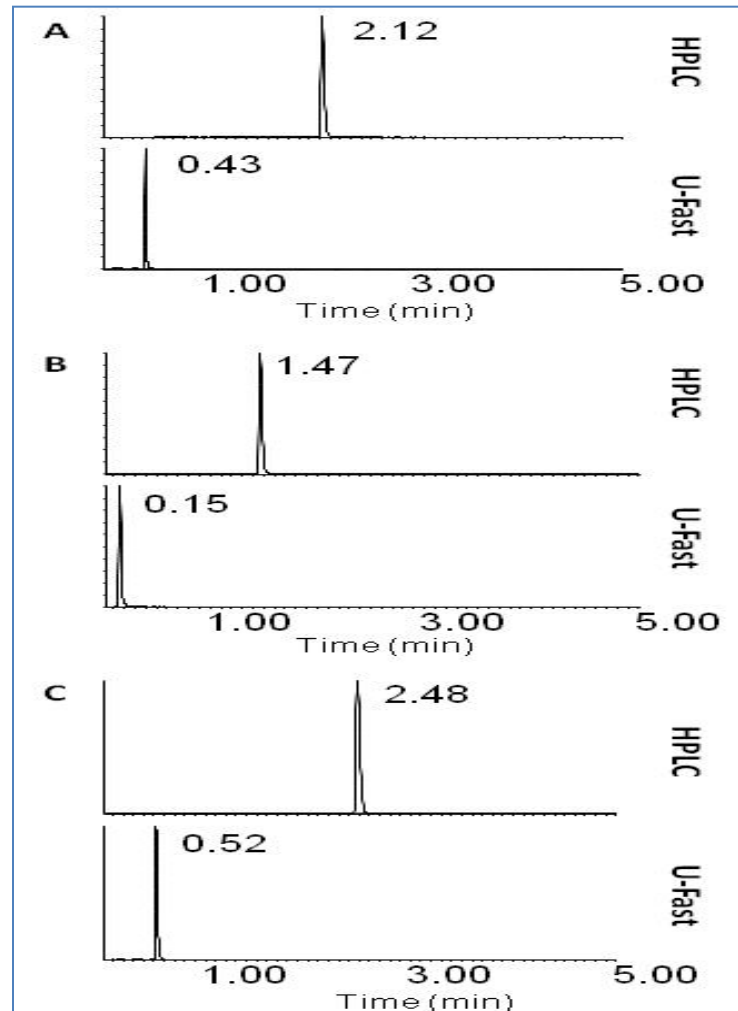 A
2.12
HPLC
0.43
U-Fast
1.00 3.00 5.00
Time (min)
B
1.47
HPLC
0.15
U-Fast
1.00 3.00 5.00
Time (min)
C
2.48
HPLC
0.52
U-Fast
1.00 3.00 5.00
Time (min)